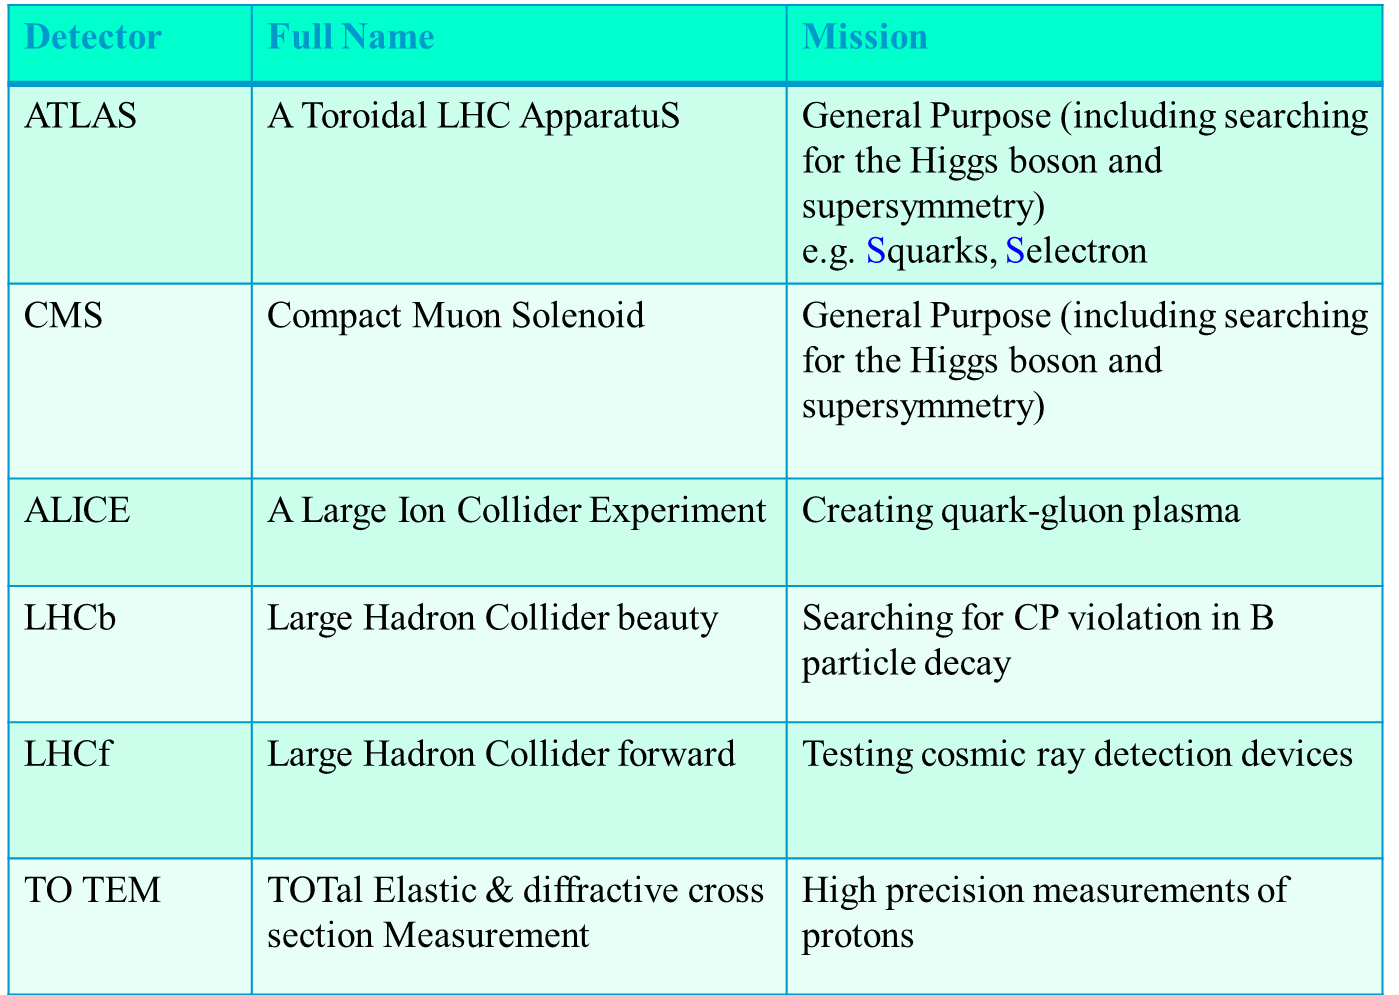 Detector Full Name Mission
ATLAS A Toroidal LHC ApparatuS General Purpose (including searching
for the Higgs boson and
supersymmetry)
e.g. Squarks, Selectron
CMS Compact Muon Solenoid General Purpose (including searching
for the Higgs boson and
supersymmetry)
ALICE A Large Ion Collider Experiment Creating quark-gluon plasma
LHCb Large Hadron Collider beauty Searching for CP violation in B
particle decay
LHCf Large Hadron Collider forward Testing cosmic ray detection devices
TO TEM TOTal Elastic & diffractive cross High precision measurements of
section Measurement protons